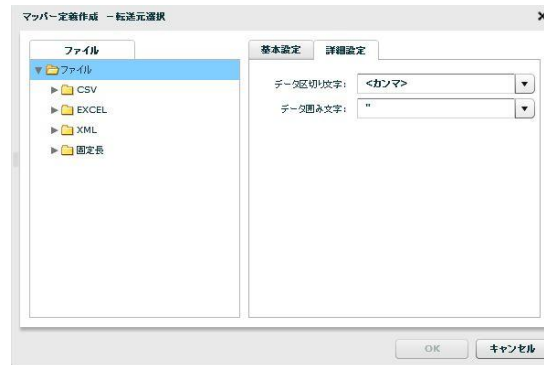 マッパー定義作成 －転送元選択
ファイル
ファイル
CSV
EXCEL
XML
固定長
基本設定 詳細設定
データ区切り文字: <カンマ>
データ囲み文字: "
OK キャンセル